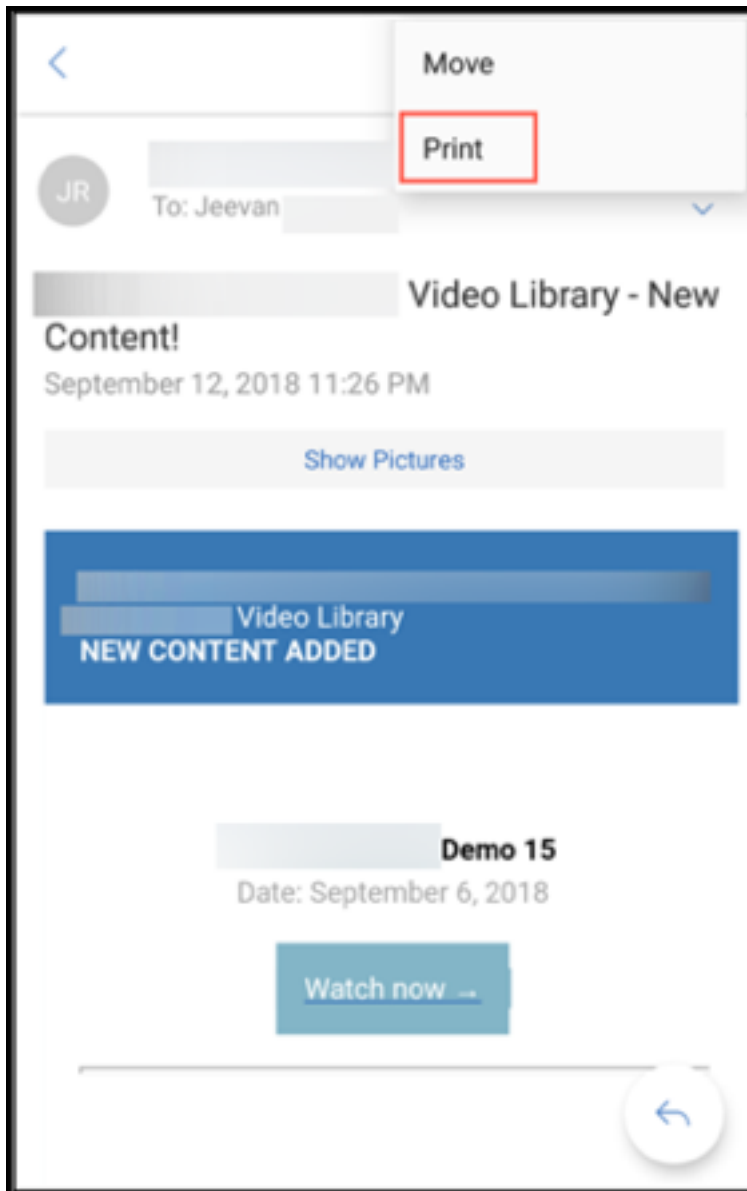 Move
Print
JR
To: Jeevan
Video Library - New
Content!
September 12, 2018 11:26 PM
Show Pictures
Video Library
NEW CONTENT ADDED
Demo 15
Date: September 6, 2018
Watch now →